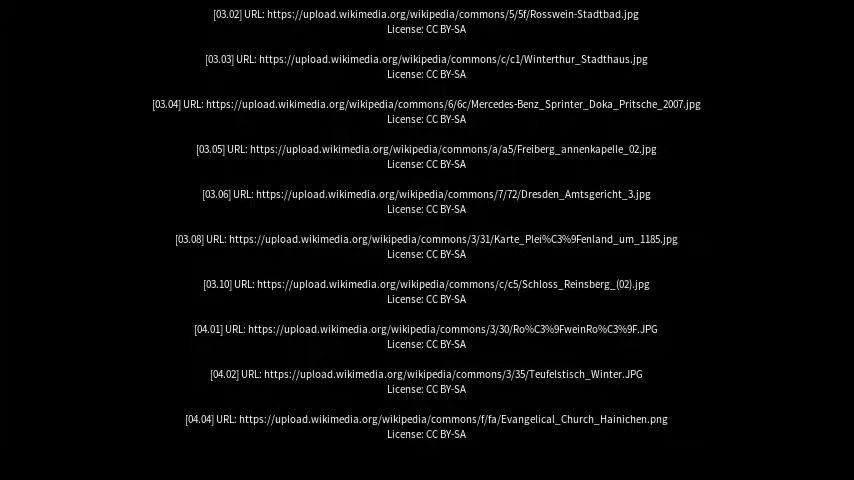 [03.02] URL: https://upload.wikimedia.org/wikipedia/commons/5/5f/Rosswein-Stadtbad.jpg
License: CC BY-SA
[03.03] URL: https://upload.wikimedia.org/wikipedia/commons/c/c1/Winterthur_Stadthaus.jpg
License: CC BY-SA
[03.04] URL: https://upload.wikimedia.org/wikipedia/commons/6/6c/Mercedes-Benz_Sprinter_Doka_Pritsche_2007.jpg
License: CC BY-SA
[03.05] URL: https://upload.wikimedia.org/wikipedia/commons/a/a5/Freiberg_annenkapelle_02.jpg
License: CC BY-SA
[03.06] URL: https://upload.wikimedia.org/wikipedia/commons/7/72/Dresden_Amtsgericht_3.jpg
License: CC BY-SA
[03.08] URL: https://upload.wikimedia.org/wikipedia/commons/3/31/Karte_Plei%C3%9Fenland_um_1185.jpg
License: CC BY-SA
[03.10] URL: https://upload.wikimedia.org/wikipedia/commons/c/c5/Schloss_Reinsberg_(02).jpg
License: CC BY-SA
[04.01] URL: https://upload.wikimedia.org/wikipedia/commons/3/30/Ro%C3%9FweinRo%C3%9F.JPG
License: CC BY-SA
[04.02] URL: https://upload.wikimedia.org/wikipedia/commons/3/35/Teufelstisch_Winter.JPG
License: CC BY-SA
[04.04] URL: https://upload.wikimedia.org/wikipedia/commons/f/fa/Evangelical_Church_Hainichen.png
License: CC BY-SA